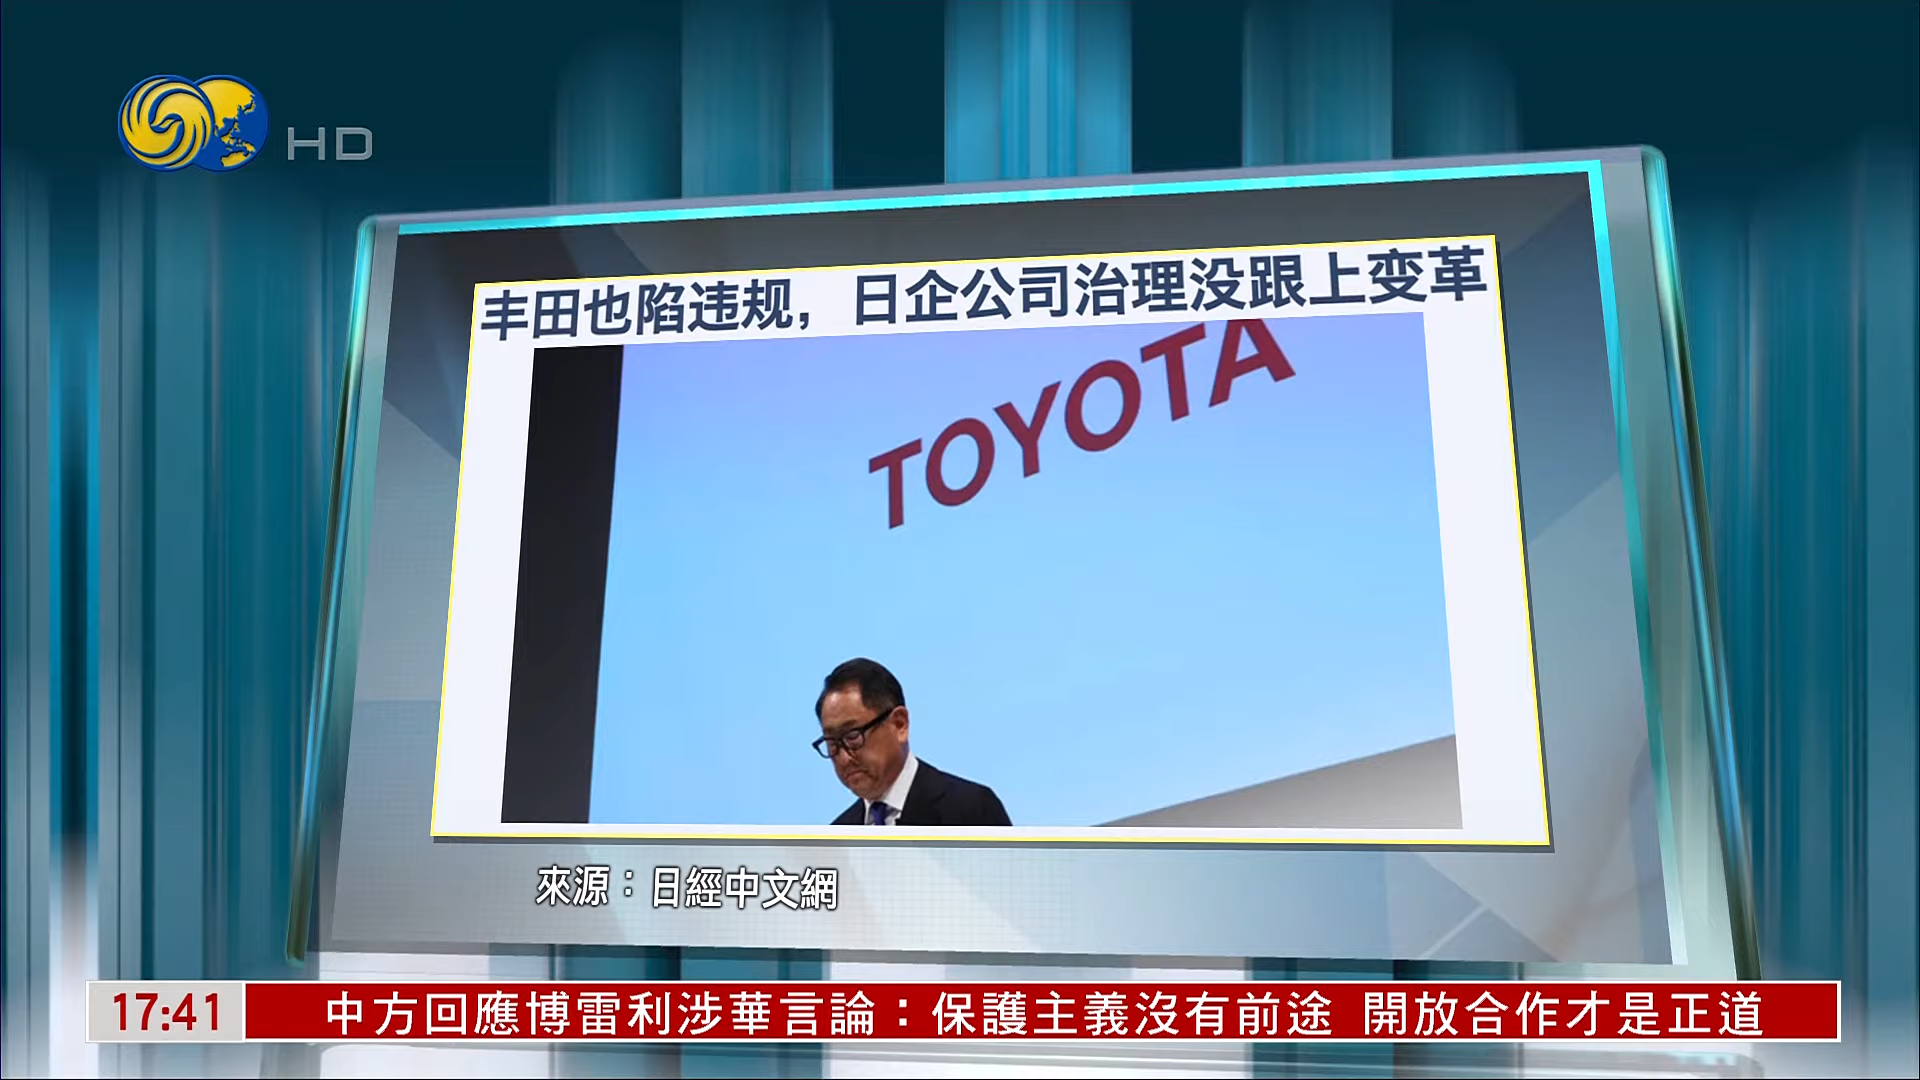 HD
丰田也陷违规，日企公司治理没跟上变革
TOYOTA
來源：日經中文網
17:41 中方回應博雷利涉華言論：保護主義沒有前途 開放合作才是正道